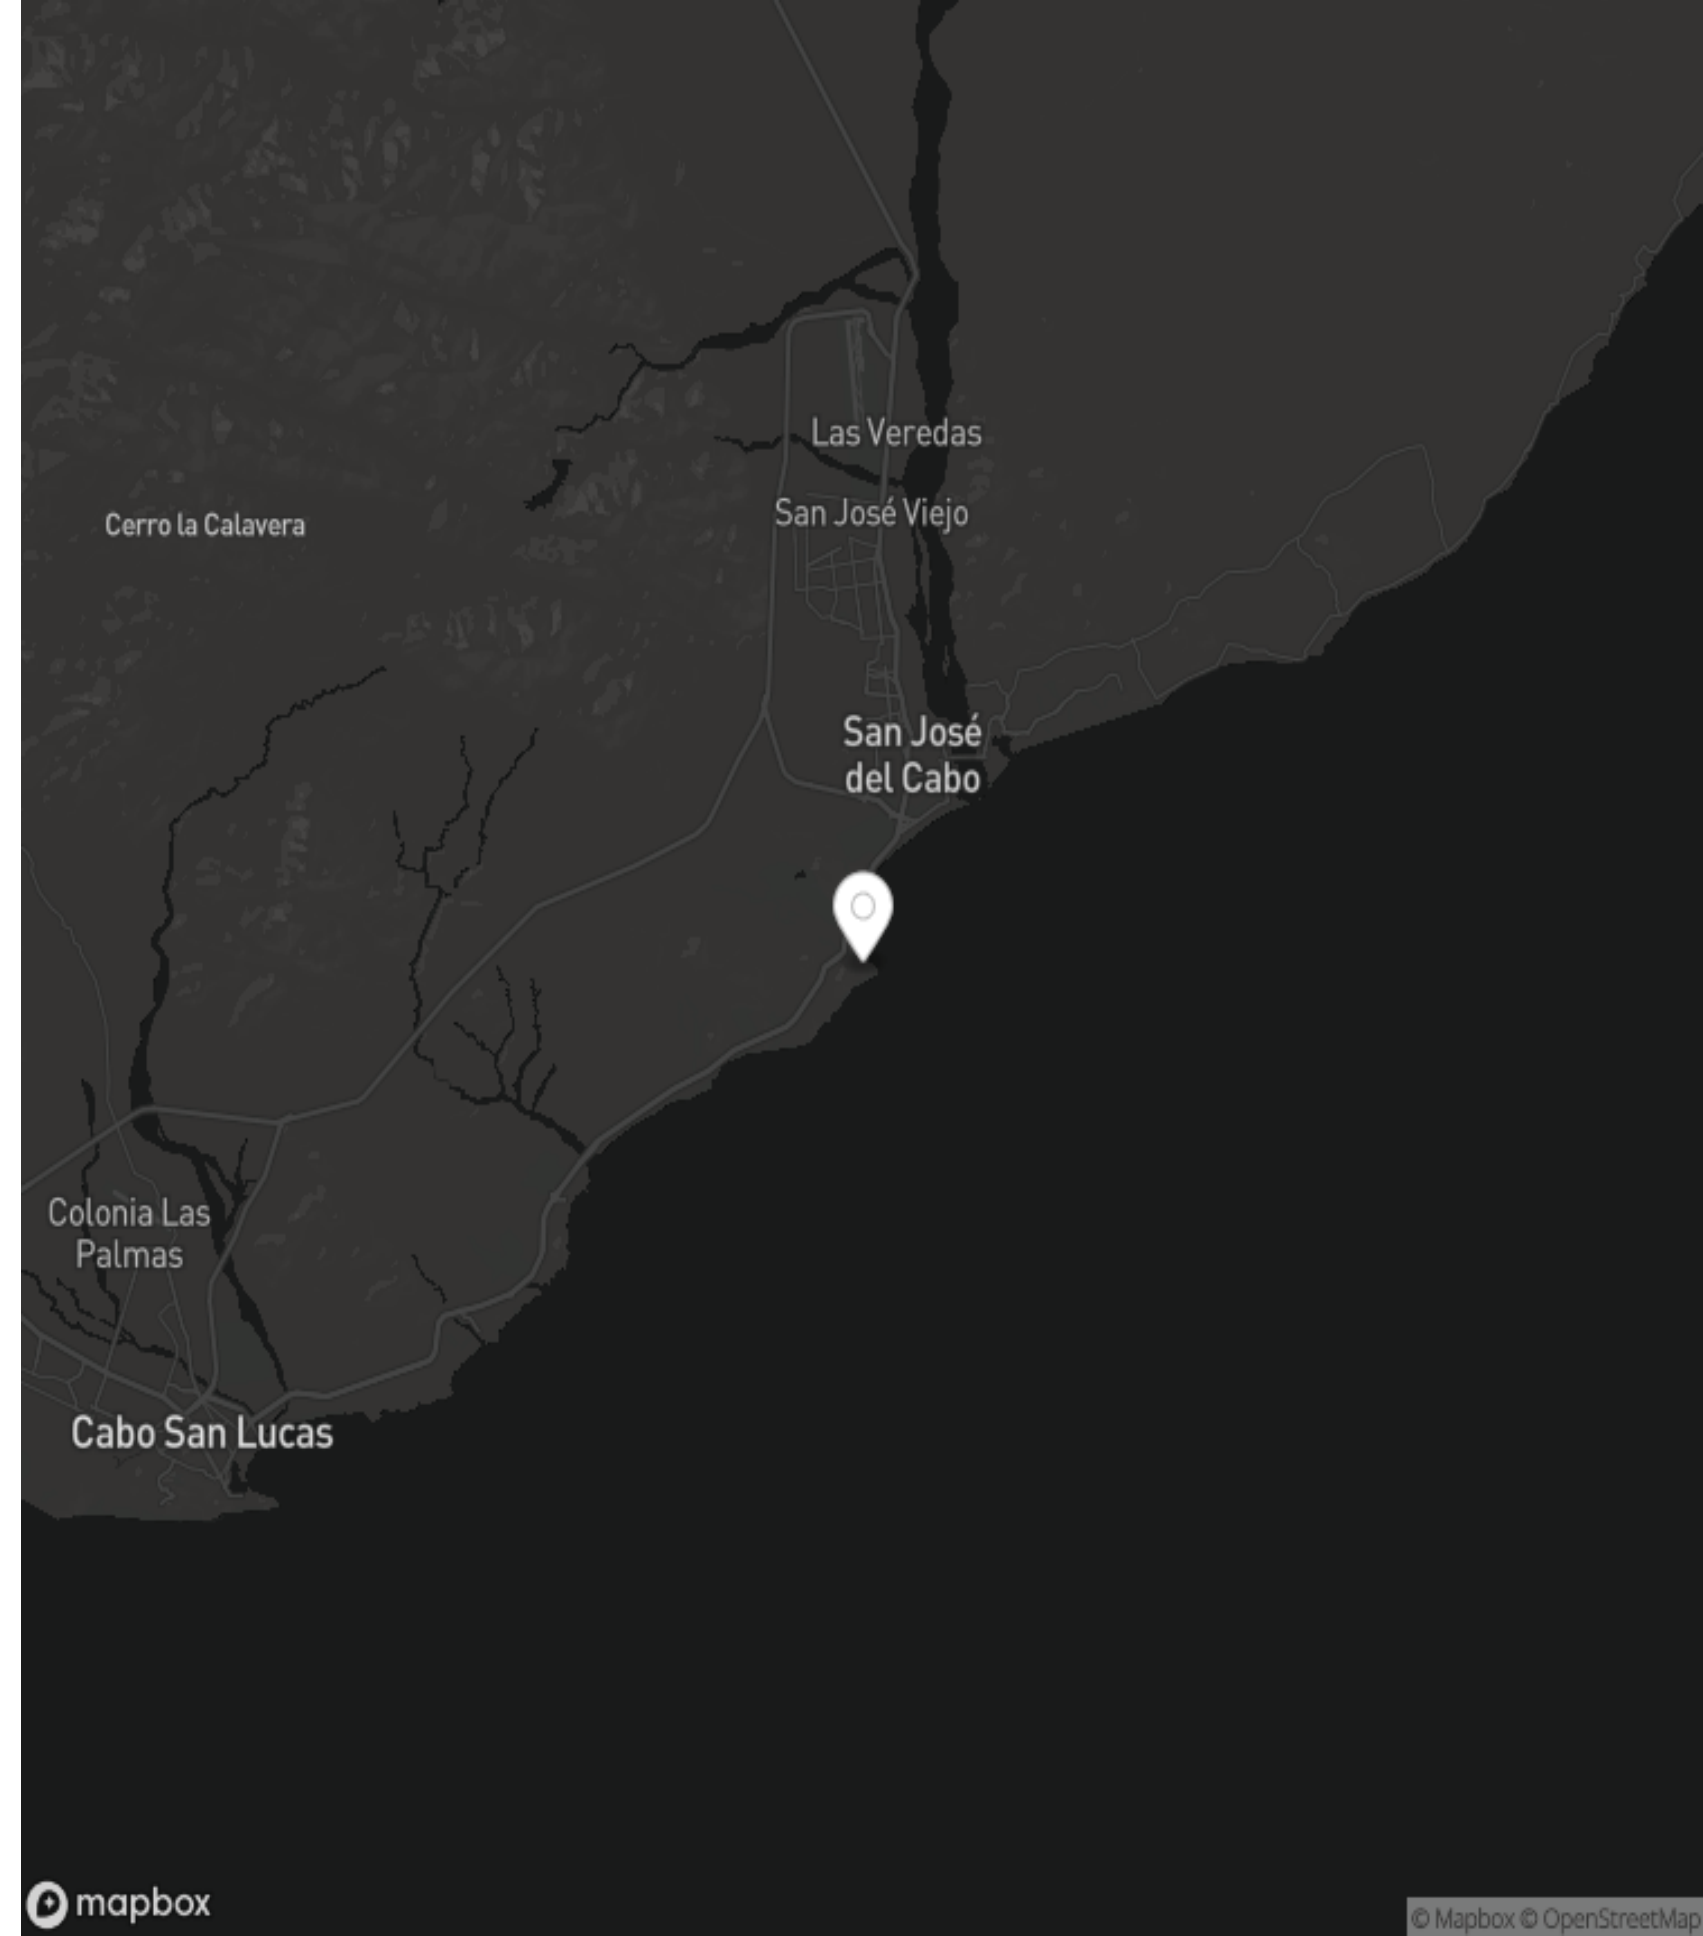 Las Veredas
San José Viejo
Cerro la Calavera
San José
del Cabo
Colonia Las
Palmas
Cabo San Lucas
mapbox
© Mapbox © OpenStreetMap